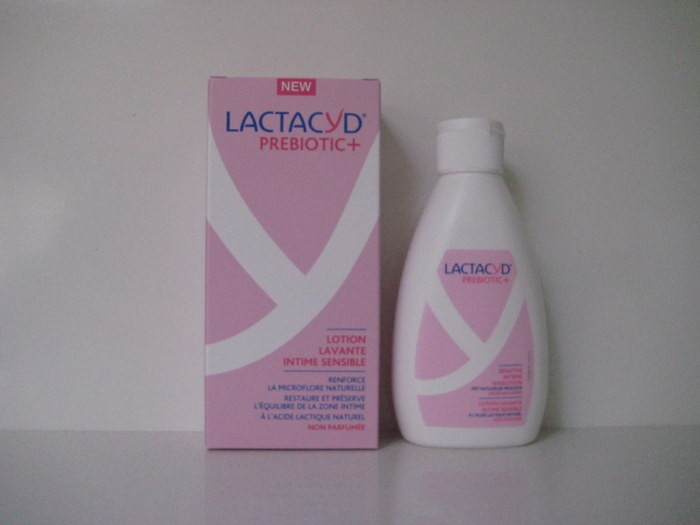 NEW
LACTACYD®
PREBIOTIC+
LOTION
LAVANTE
INTIME SENSIBLE
RENFORCE
LA MICROFLORE NATURELLE
RESTAURE ET PRÉSERVE
L'ÉQUILIBRE DE LA ZONE INTIME
À L'ACIDE LACTIQUE NATUREL
NON PARFUMÉE
LACTACYD®
PREBIOTIC+